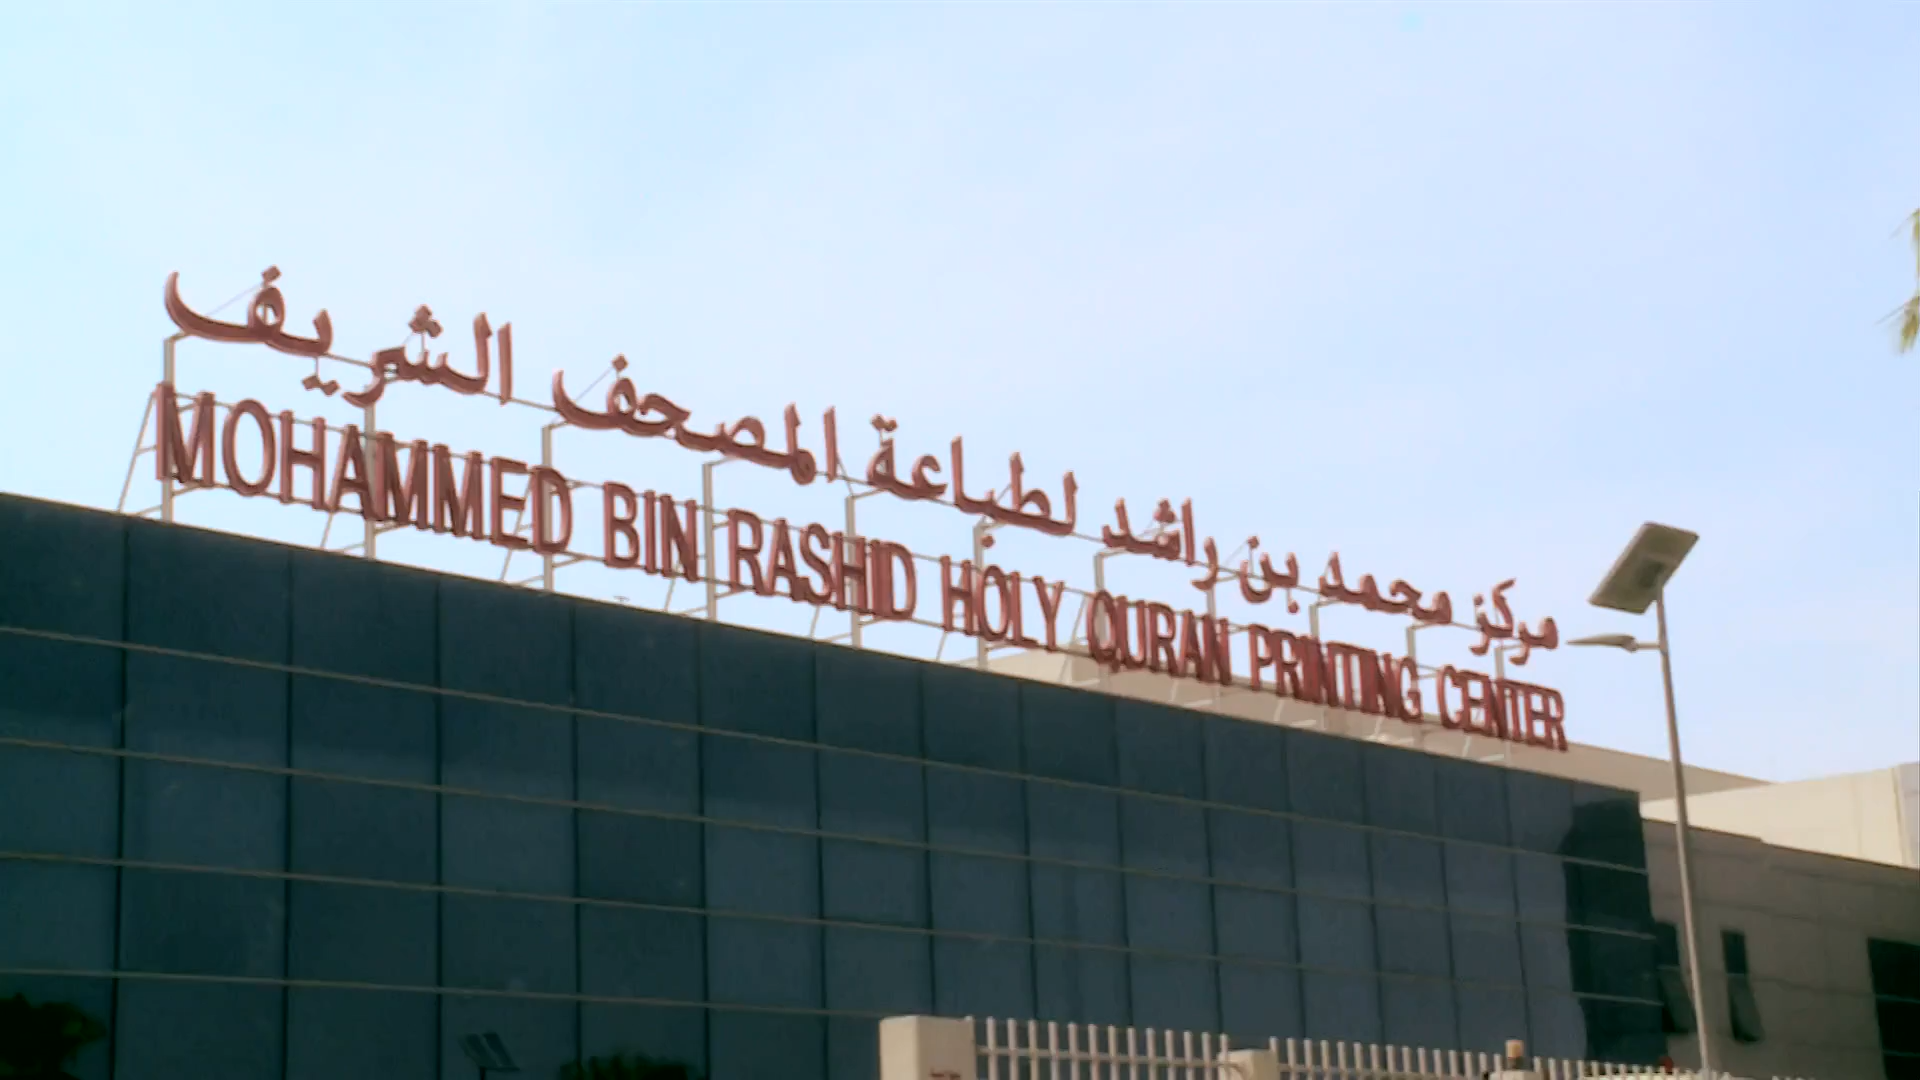 مركز محمد بن راشد لطباعة المصحف الشريف
MOHAMMED BIN RASHID HOLY QURAN PRINTING CENTER